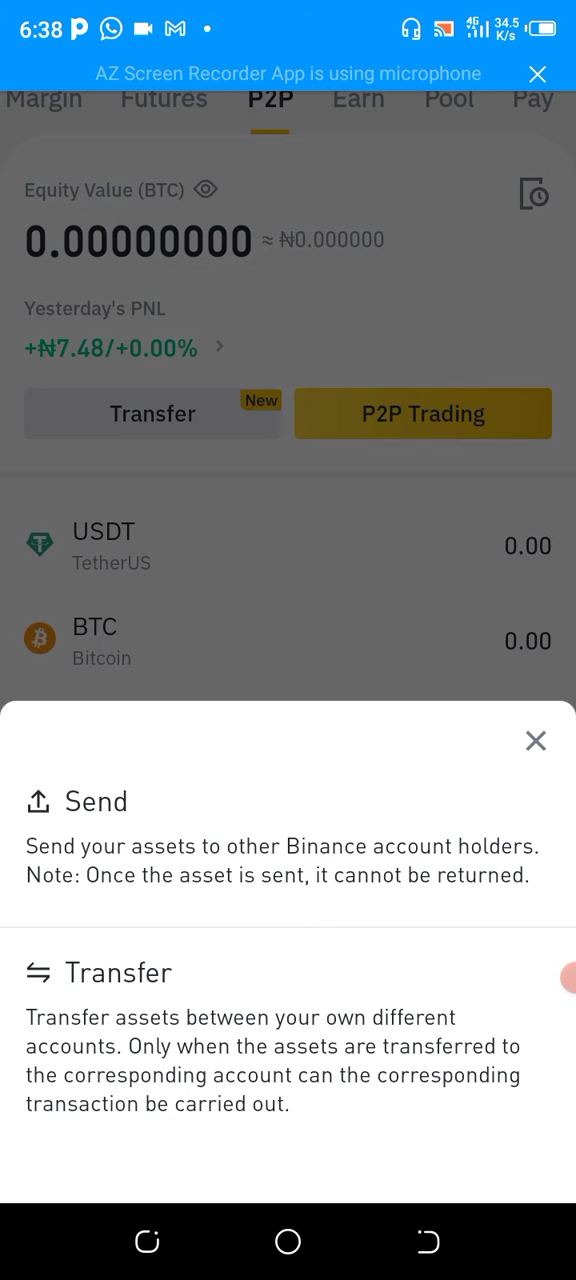 6:38
4G 34.5 K/s
AZ Screen Recorder App is using microphone
Margin Futures P2P Earn Pool Pay
Equity Value (BTC)
0.00000000 ≈ ₦0.000000
Yesterday's PNL
+₦7.48/+0.00%
Transfer New P2P Trading
USDT 0.00
TetherUS
BTC 0.00
Bitcoin
Send
Send your assets to other Binance account holders.
Note: Once the asset is sent, it cannot be returned.
Transfer
Transfer assets between your own different
accounts. Only when the assets are transferred to
the corresponding account can the corresponding
transaction be carried out.